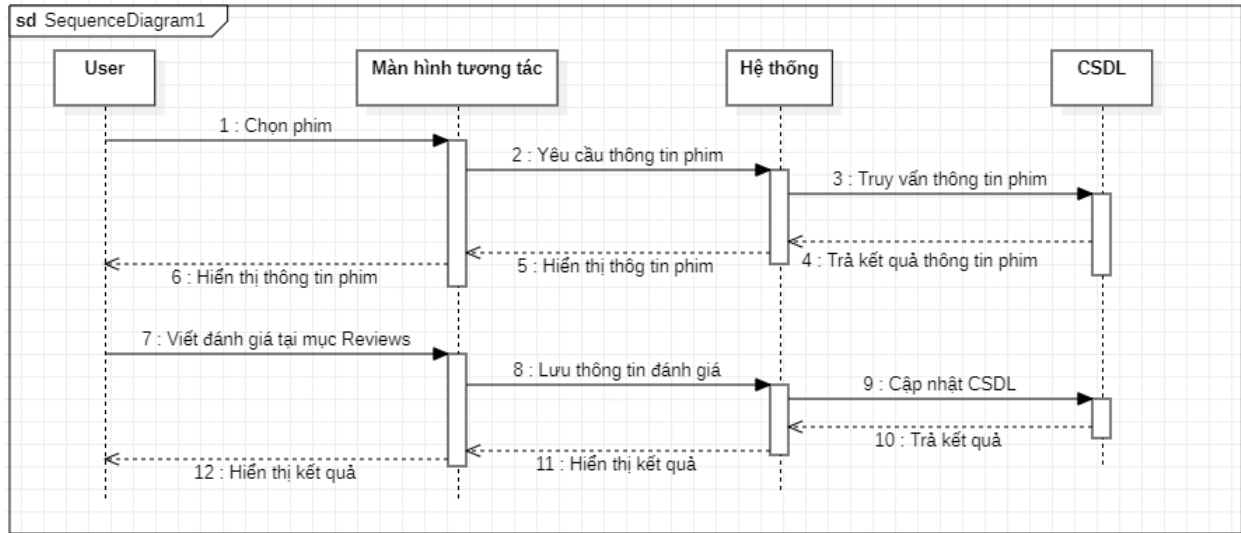 sd SequenceDiagram1
User
Màn hình tương tác
Hệ thống
CSDL
1 : Chọn phim
2 : Yêu cầu thông tin phim
3 : Truy vấn thông tin phim
4 : Trả kết quả thông tin phim
5 : Hiển thị thôg tin phim
6 : Hiển thị thông tin phim
7 : Viết đánh giá tại mục Reviews
8 : Lưu thông tin đánh giá
9 : Cập nhật CSDL
10 : Trả kết quả
11 : Hiển thị kết quả
12 : Hiển thị kết quả